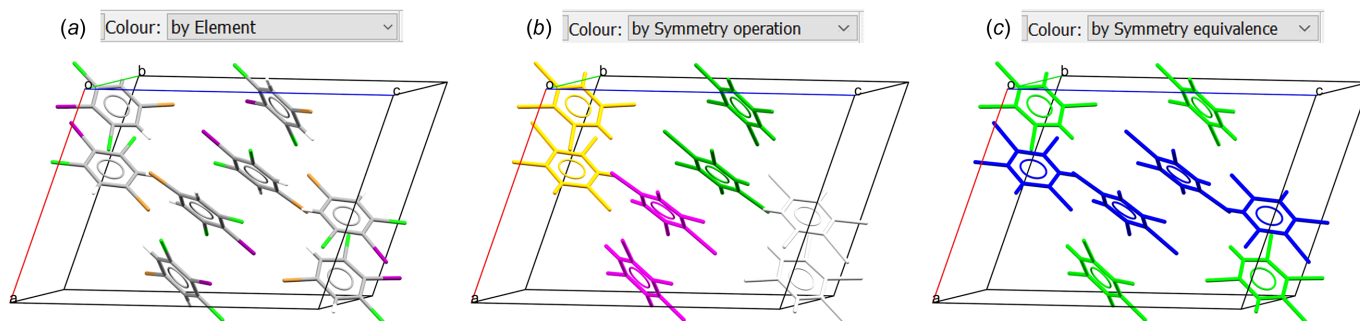 (a) Colour: by Element
(b) Colour: by Symmetry operation
(c) Colour: by Symmetry equivalence
o b c a
o b c a
o b c a